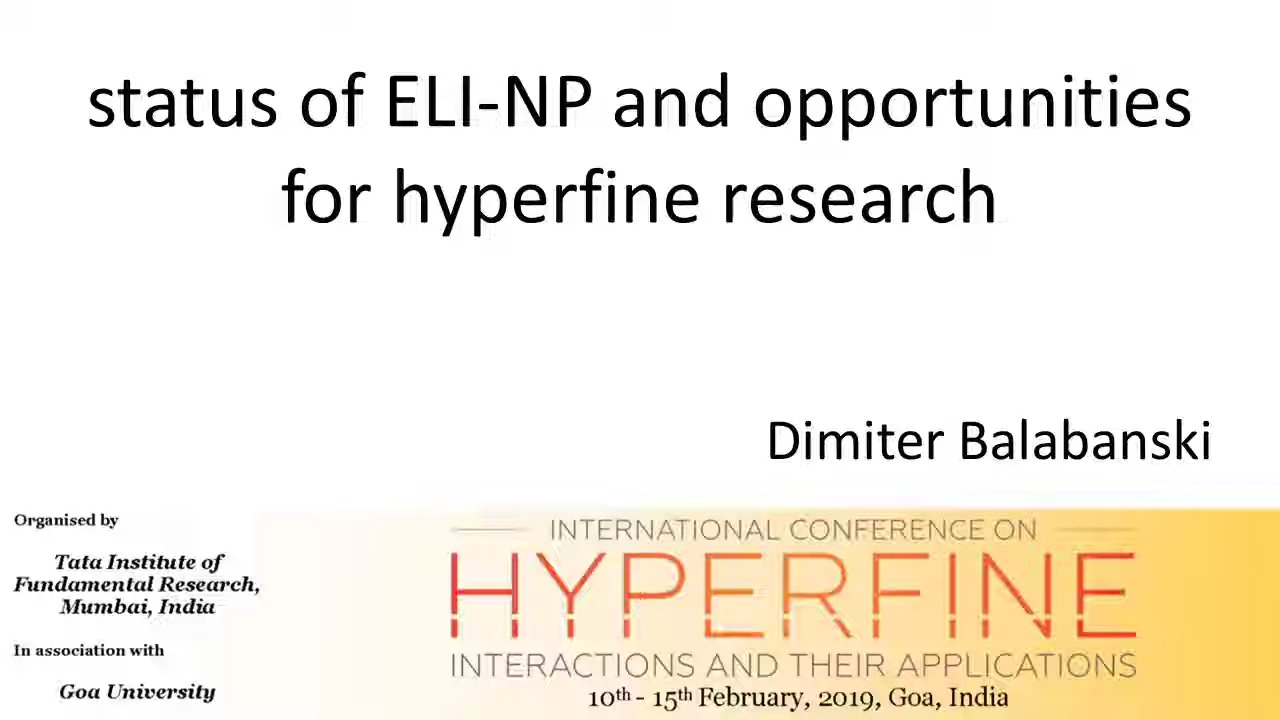 status of ELI-NP and opportunities
for hyperfine research
Dimiter Balabanski
Organised by
Tata Institute of
Fundamental Research,
Mumbai, India
In association with
Goa University
INTERNATIONAL CONFERENCE ON
HYPERFINE
INTERACTIONS AND THEIR APPLICATIONS
10th - 15th February, 2019, Goa, India